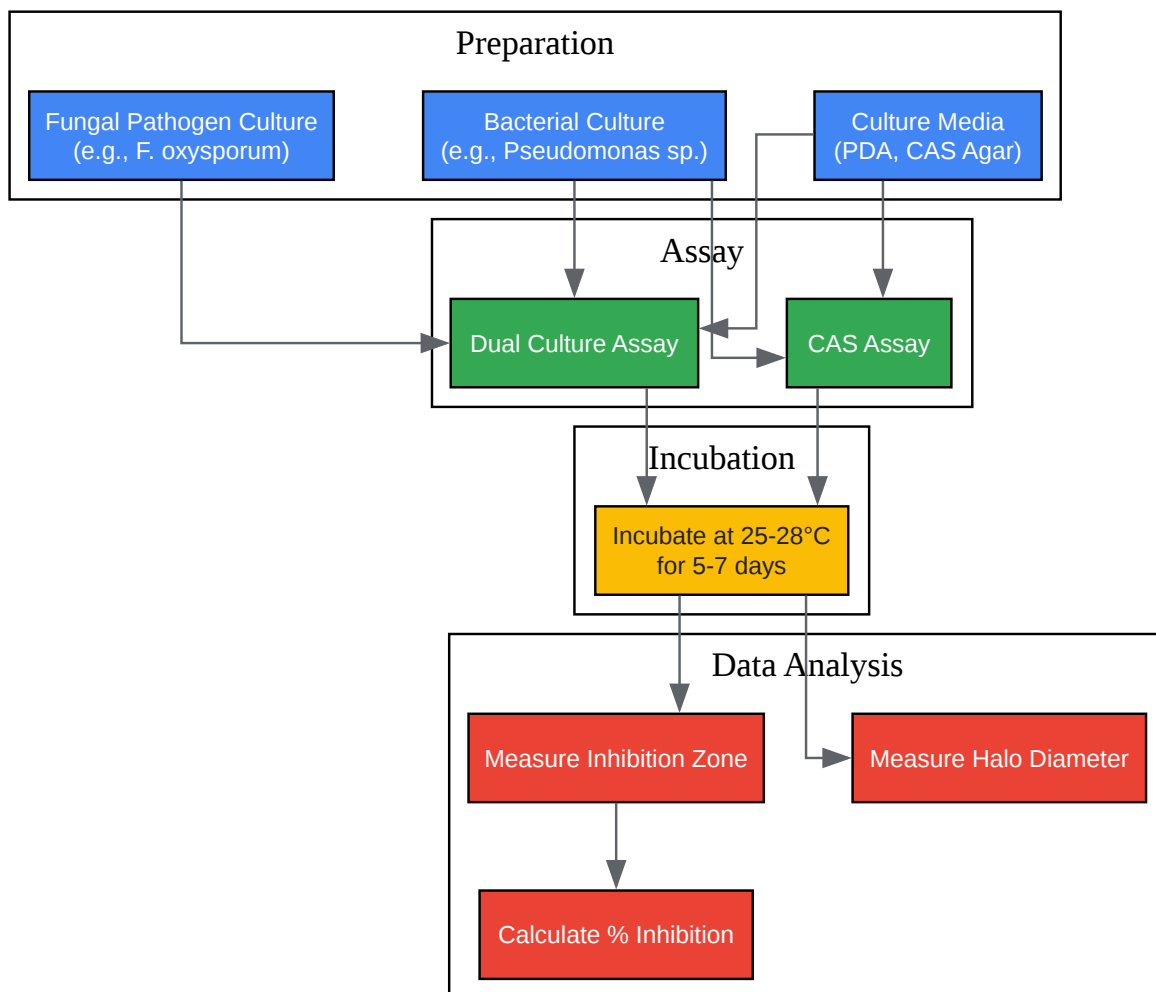 Preparation
Fungal Pathogen Culture
(e.g., F. oxysporum)
Bacterial Culture
(e.g., Pseudomonas sp.)
Culture Media
(PDA, CAS Agar)
Assay
Dual Culture Assay
CAS Assay
Incubation
Incubate at 25-28°C
for 5-7 days
Data Analysis
Measure Inhibition Zone
Measure Halo Diameter
Calculate % Inhibition